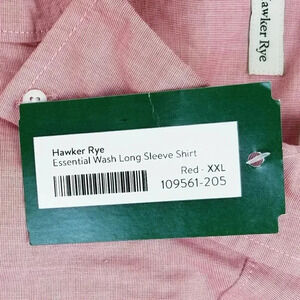 Hawker Rye
Hawker Rye
Essential Wash Long Sleeve Shirt
Red - XXL
109561-205